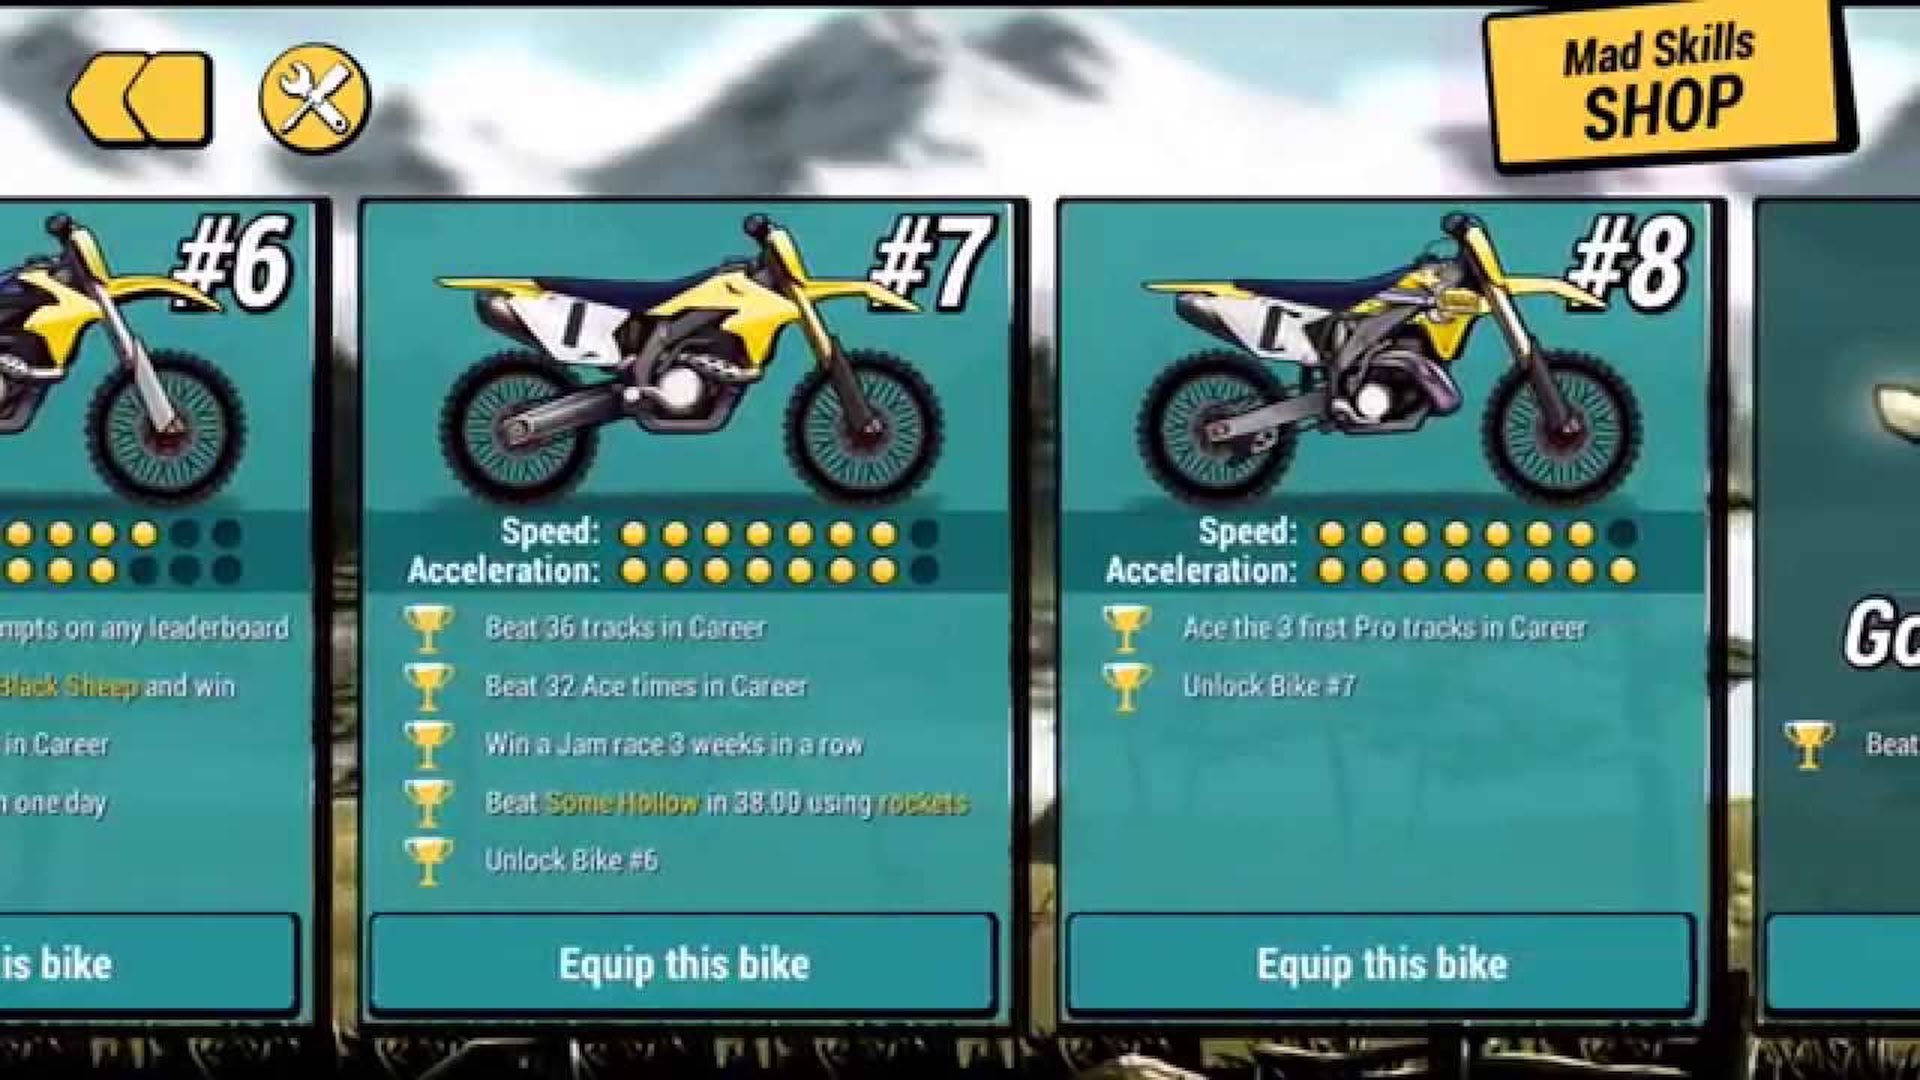 Mad Skills
SHOP
#6
mpts on any leaderboard
Black Sheep and win
in Career
one day
is bike
#7
Speed:
Acceleration:
Beat 36 tracks in Career
Beat 32 Ace times in Career
Win a Jam race 3 weeks in a row
Beat Some Hollow in 38.00 using rockets
Unlock Bike #6
Equip this bike
#8
Speed:
Acceleration:
Ace the 3 first Pro tracks in Career
Unlock Bike #7
Equip this bike
Go
Beat